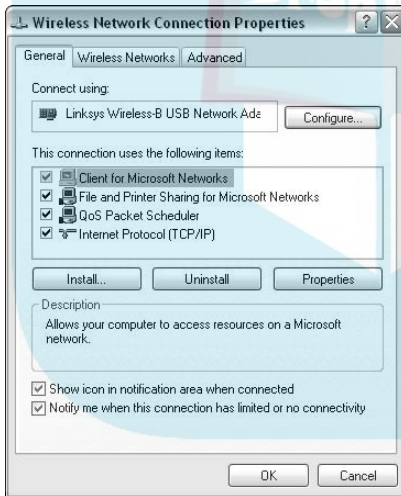 Wireless Network Connection Properties
General Wireless Networks Advanced
Connect using:
Linksys Wireless-B USB Network Ada
Configure...
This connection uses the following items:
Client for Microsoft Networks
File and Printer Sharing for Microsoft Networks
QoS Packet Scheduler
Internet Protocol (TCP/IP)
Install... Uninstall Properties
Description
Allows your computer to access resources on a Microsoft
network.
Show icon in notification area when connected
Notify me when this connection has limited or no connectivity
OK Cancel